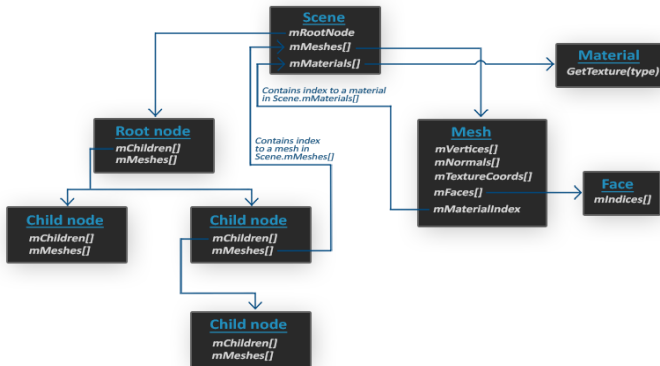 Scene
mRootNode
mMeshes[]
mMaterials[]
Material
GetTexture(type)
Contains index to a material
in Scene.mMaterials[]
Root node
mChildren[]
mMeshes[]
Contains index
to a mesh in
Scene.mMeshes[]
Mesh
mVertices[]
mNormals[]
mTextureCoords[]
mFaces[]
mMaterialIndex
Face
mIndices[]
Child node
mChildren[]
mMeshes[]
Child node
mChildren[]
mMeshes[]
Child node
mChildren[]
mMeshes[]